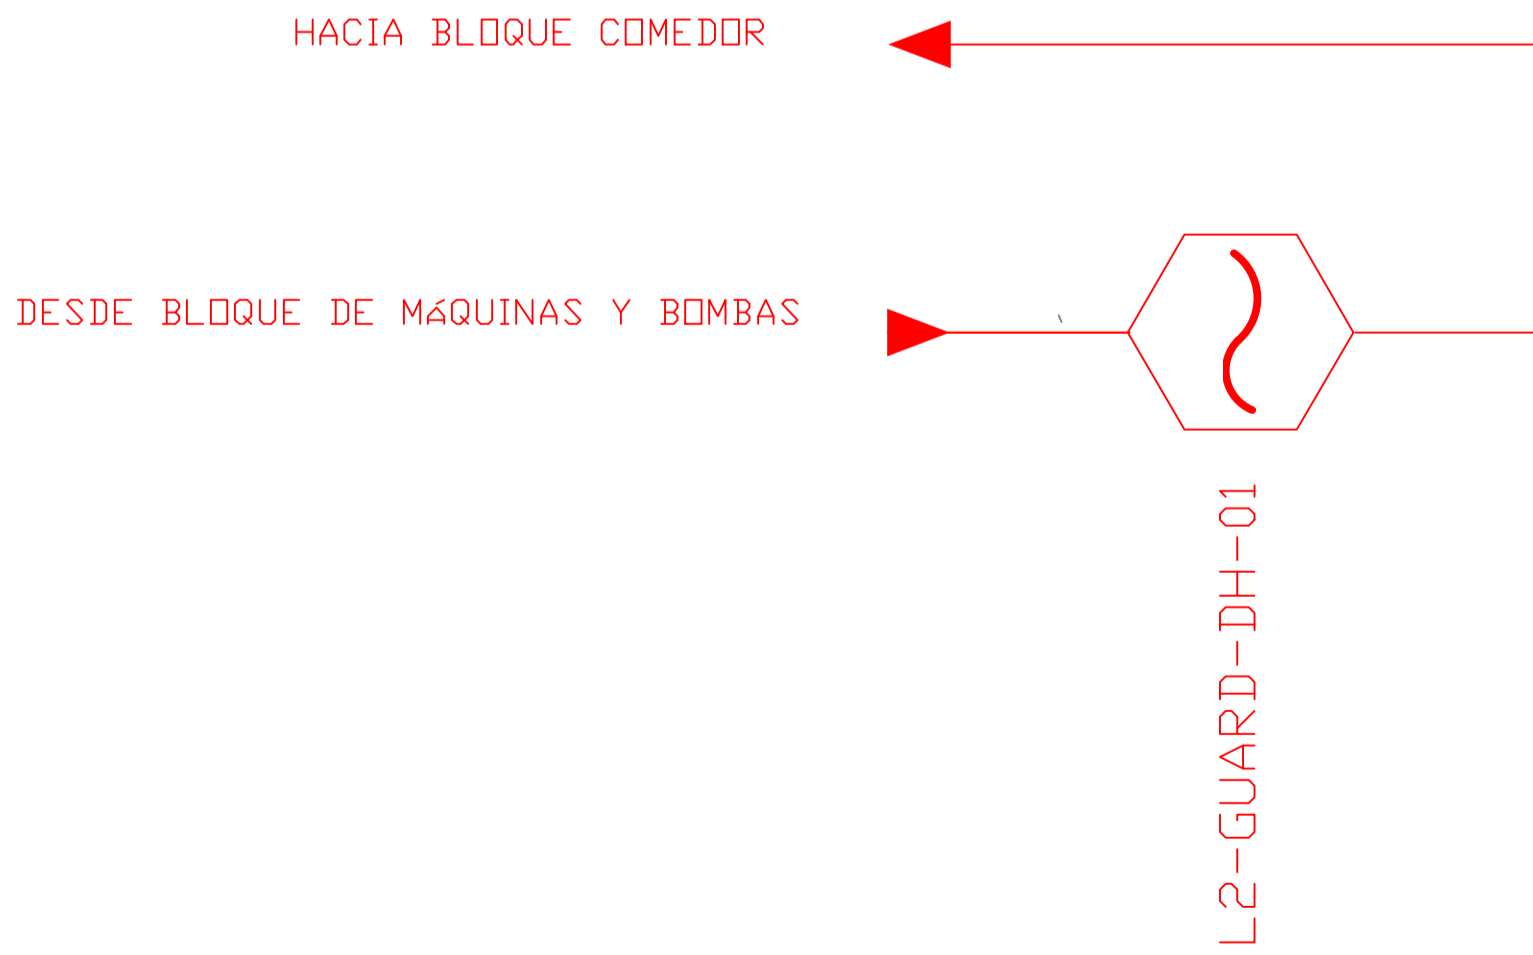 HACIA BLOQUE COMEDOR
DESDE BLOQUE DE MáQUINAS Y BOMBAS
L2-GUARD-DH-01